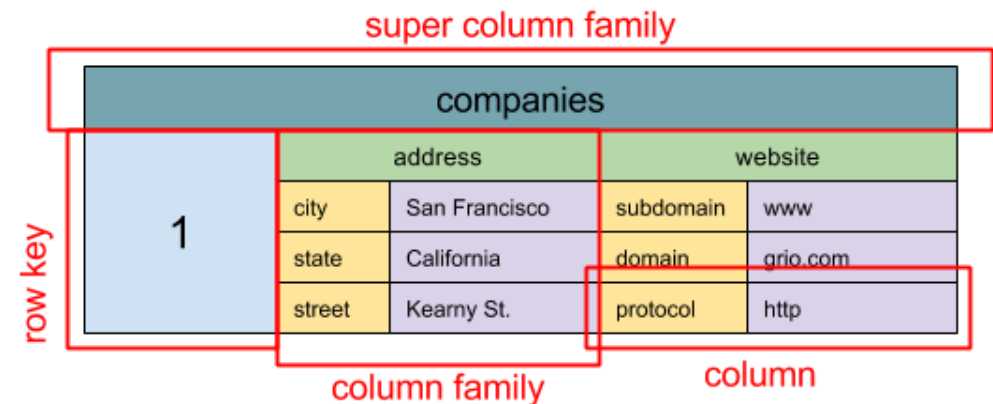 super column family
companies
address website
city San Francisco subdomain www
1
state California domain grio.com
row key
street Kearny St. protocol http
column family column